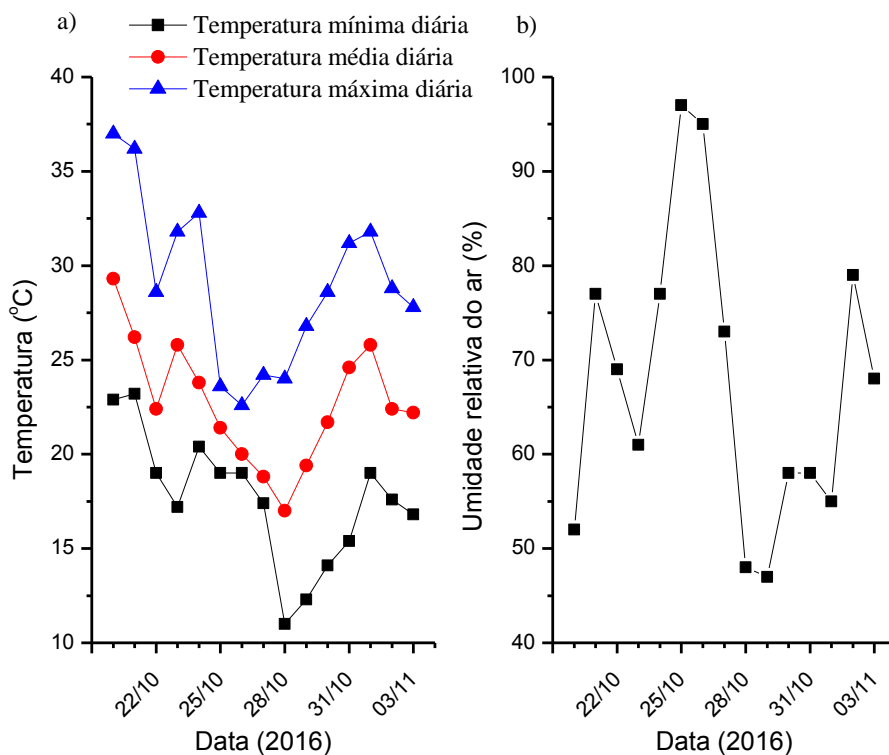 a)
Temperatura mínima diária
Temperatura média diária
Temperatura máxima diária
40
35
30
25
20
15
10
Temperatura (°C)
22/10
25/10
28/10
31/10
03/11
Data (2016)
b)
100
90
80
70
60
50
40
Umidade relativa do ar (%)
22/10
25/10
28/10
31/10
03/11
Data (2016)